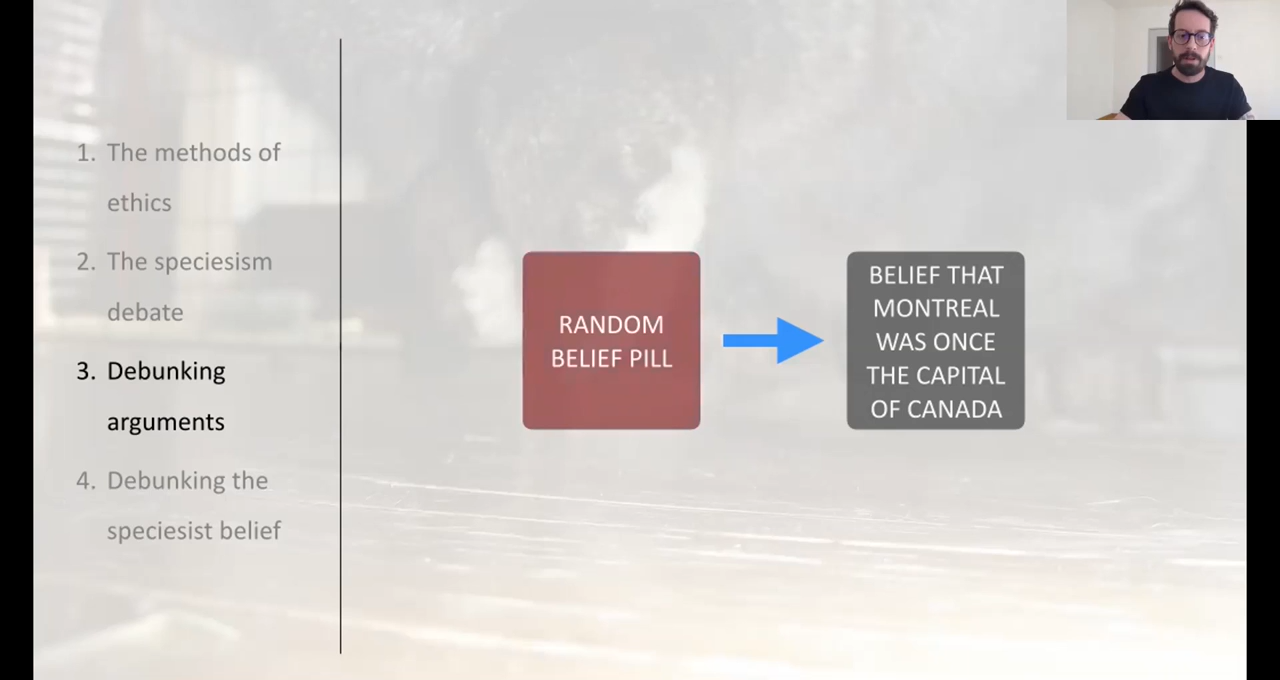 1. The methods of
ethics
2. The speciesism
debate
3. Debunking
arguments
4. Debunking the
speciesist belief
RANDOM
BELIEF PILL
BELIEF THAT
MONTREAL
WAS ONCE
THE CAPITAL
OF CANADA